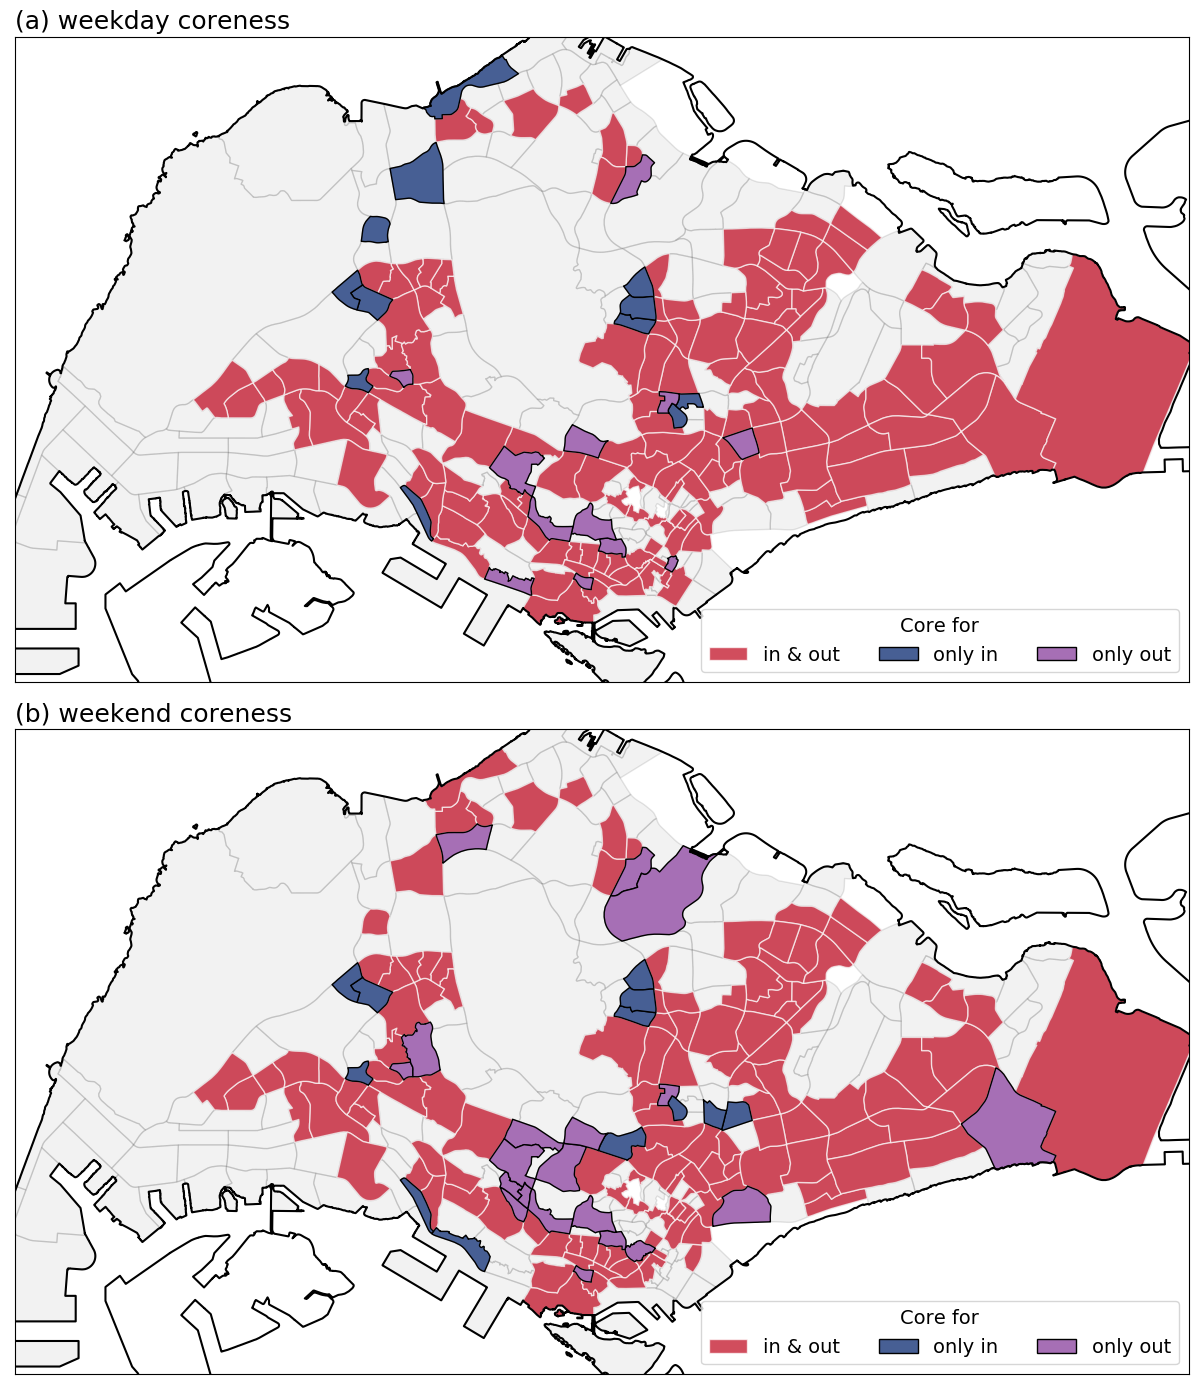 (a) weekday coreness
Core for
in & out
only in
only out
(b) weekend coreness
Core for
in & out
only in
only out